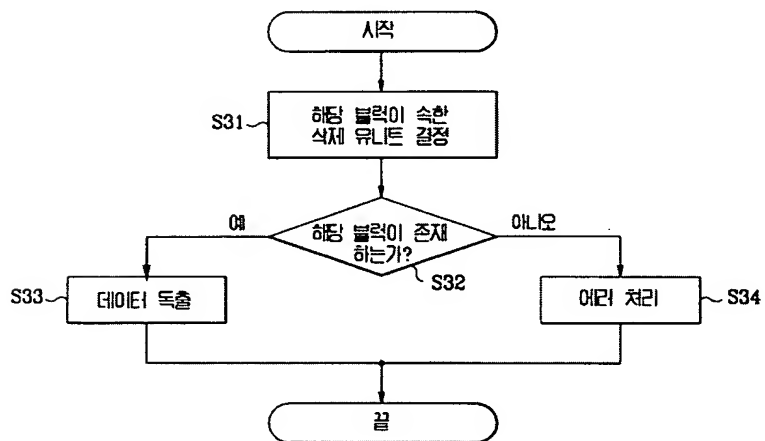 시작
S31
해당 블럭이 속한
삭제 유니트 결정
예
해당 블럭이 존재
하는가?
아니오
S32
S33
데이터 독출
에러 처리
S34
끝